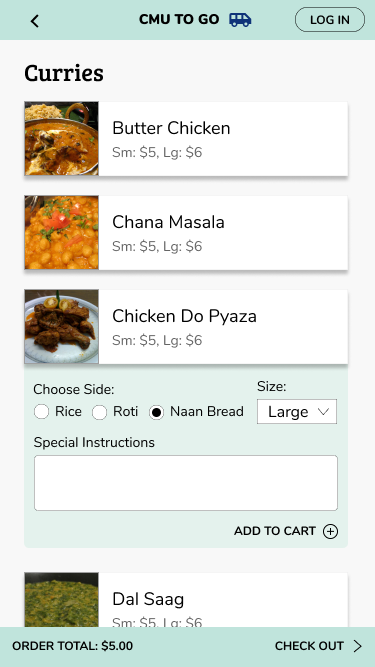 CMU TO GO
LOG IN
Curries
Butter Chicken
Sm: $5, Lg: $6
Chana Masala
Sm: $5, Lg: $6
Chicken Do Pyaza
Sm: $5, Lg: $6
Choose Side:
Size:
Rice Roti Naan Bread
Large
Special Instructions
ADD TO CART
Dal Saag
Sm: $5, Lg: $6
ORDER TOTAL: $5.00
CHECK OUT